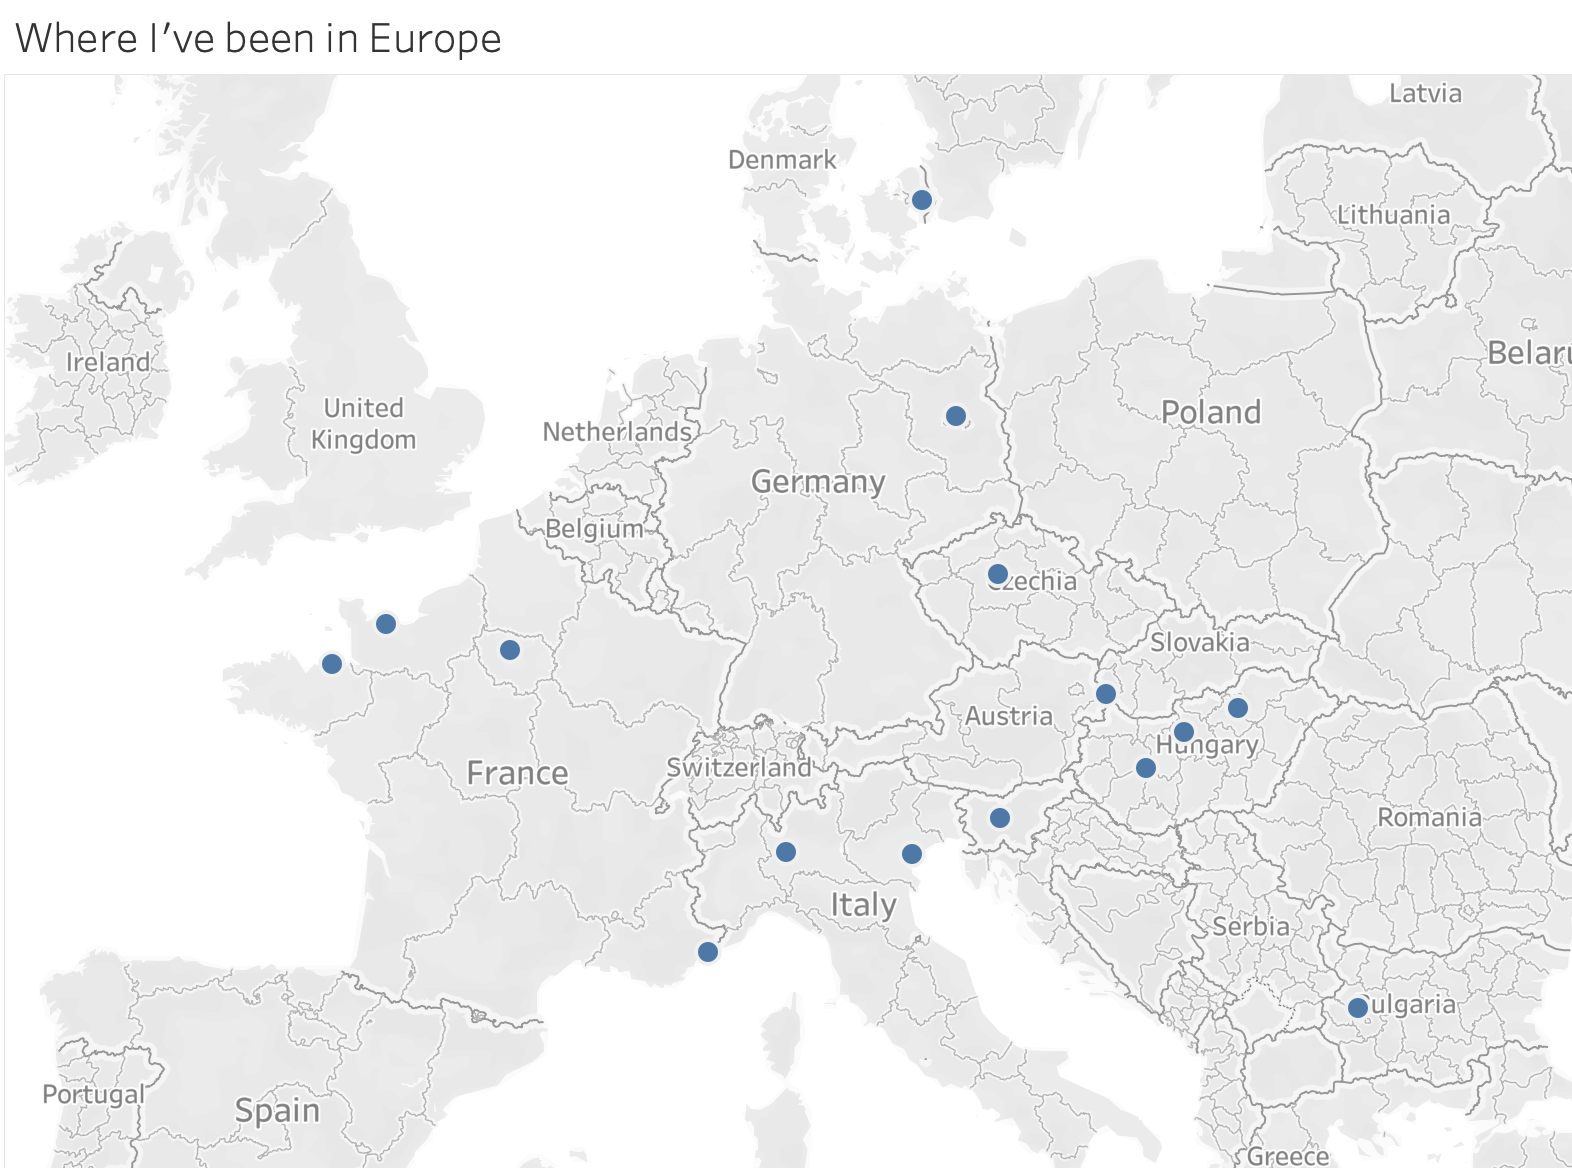 Where I've been in Europe
Latvia
Denmark
Lithuania
Belaru
Ireland
United
Kingdom
Poland
Netherlands
Germany
Belgium
Czechia
Slovakia
Austria
Hungary
Switzerland
France
Romania
Italy
Serbia
Bulgaria
Portugal
Spain
Greece